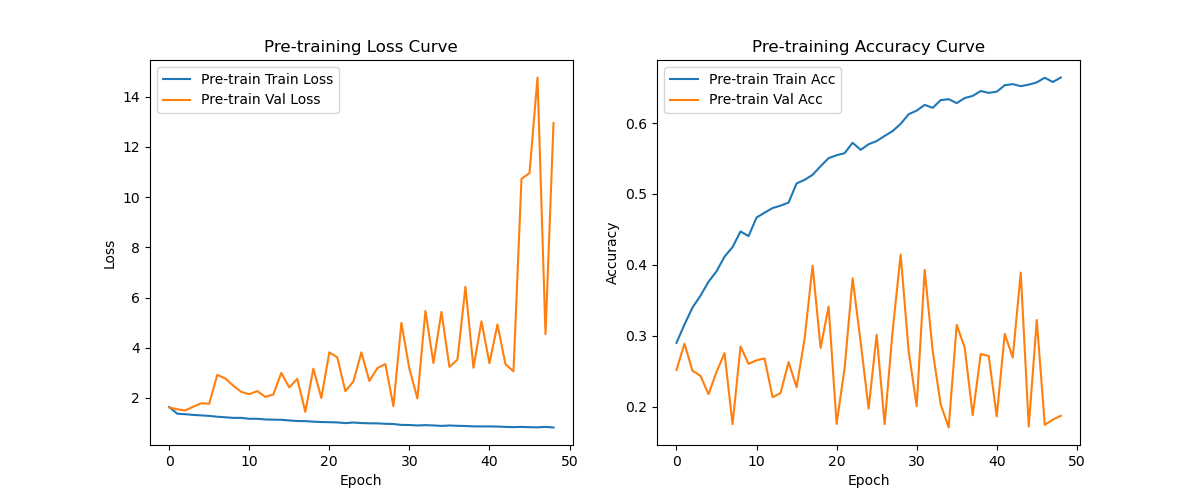 Pre-training Loss Curve
Pre-train Train Loss
Pre-train Val Loss
14
12
10
8
6
4
2
Loss
0
10
20
30
40
50
Epoch
Pre-training Accuracy Curve
Pre-train Train Acc
Pre-train Val Acc
0.6
0.5
0.4
0.3
0.2
Accuracy
0
10
20
30
40
50
Epoch